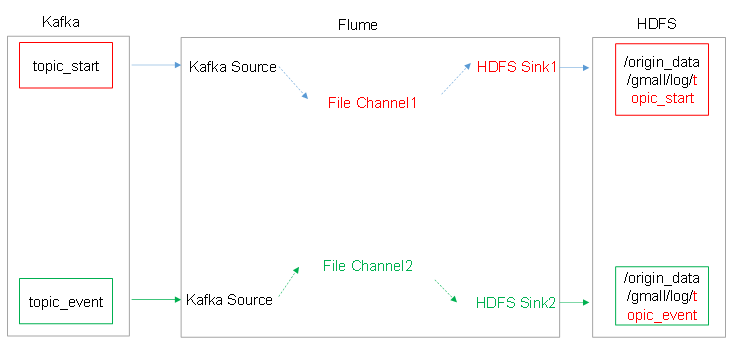 Kafka
Flume
HDFS
topic_start
Kafka Source
File Channel1
HDFS Sink1
/origin_data
/gmall/log/t
opic_start
topic_event
Kafka Source
File Channel2
HDFS Sink2
/origin_data
/gmall/log/t
opic_event